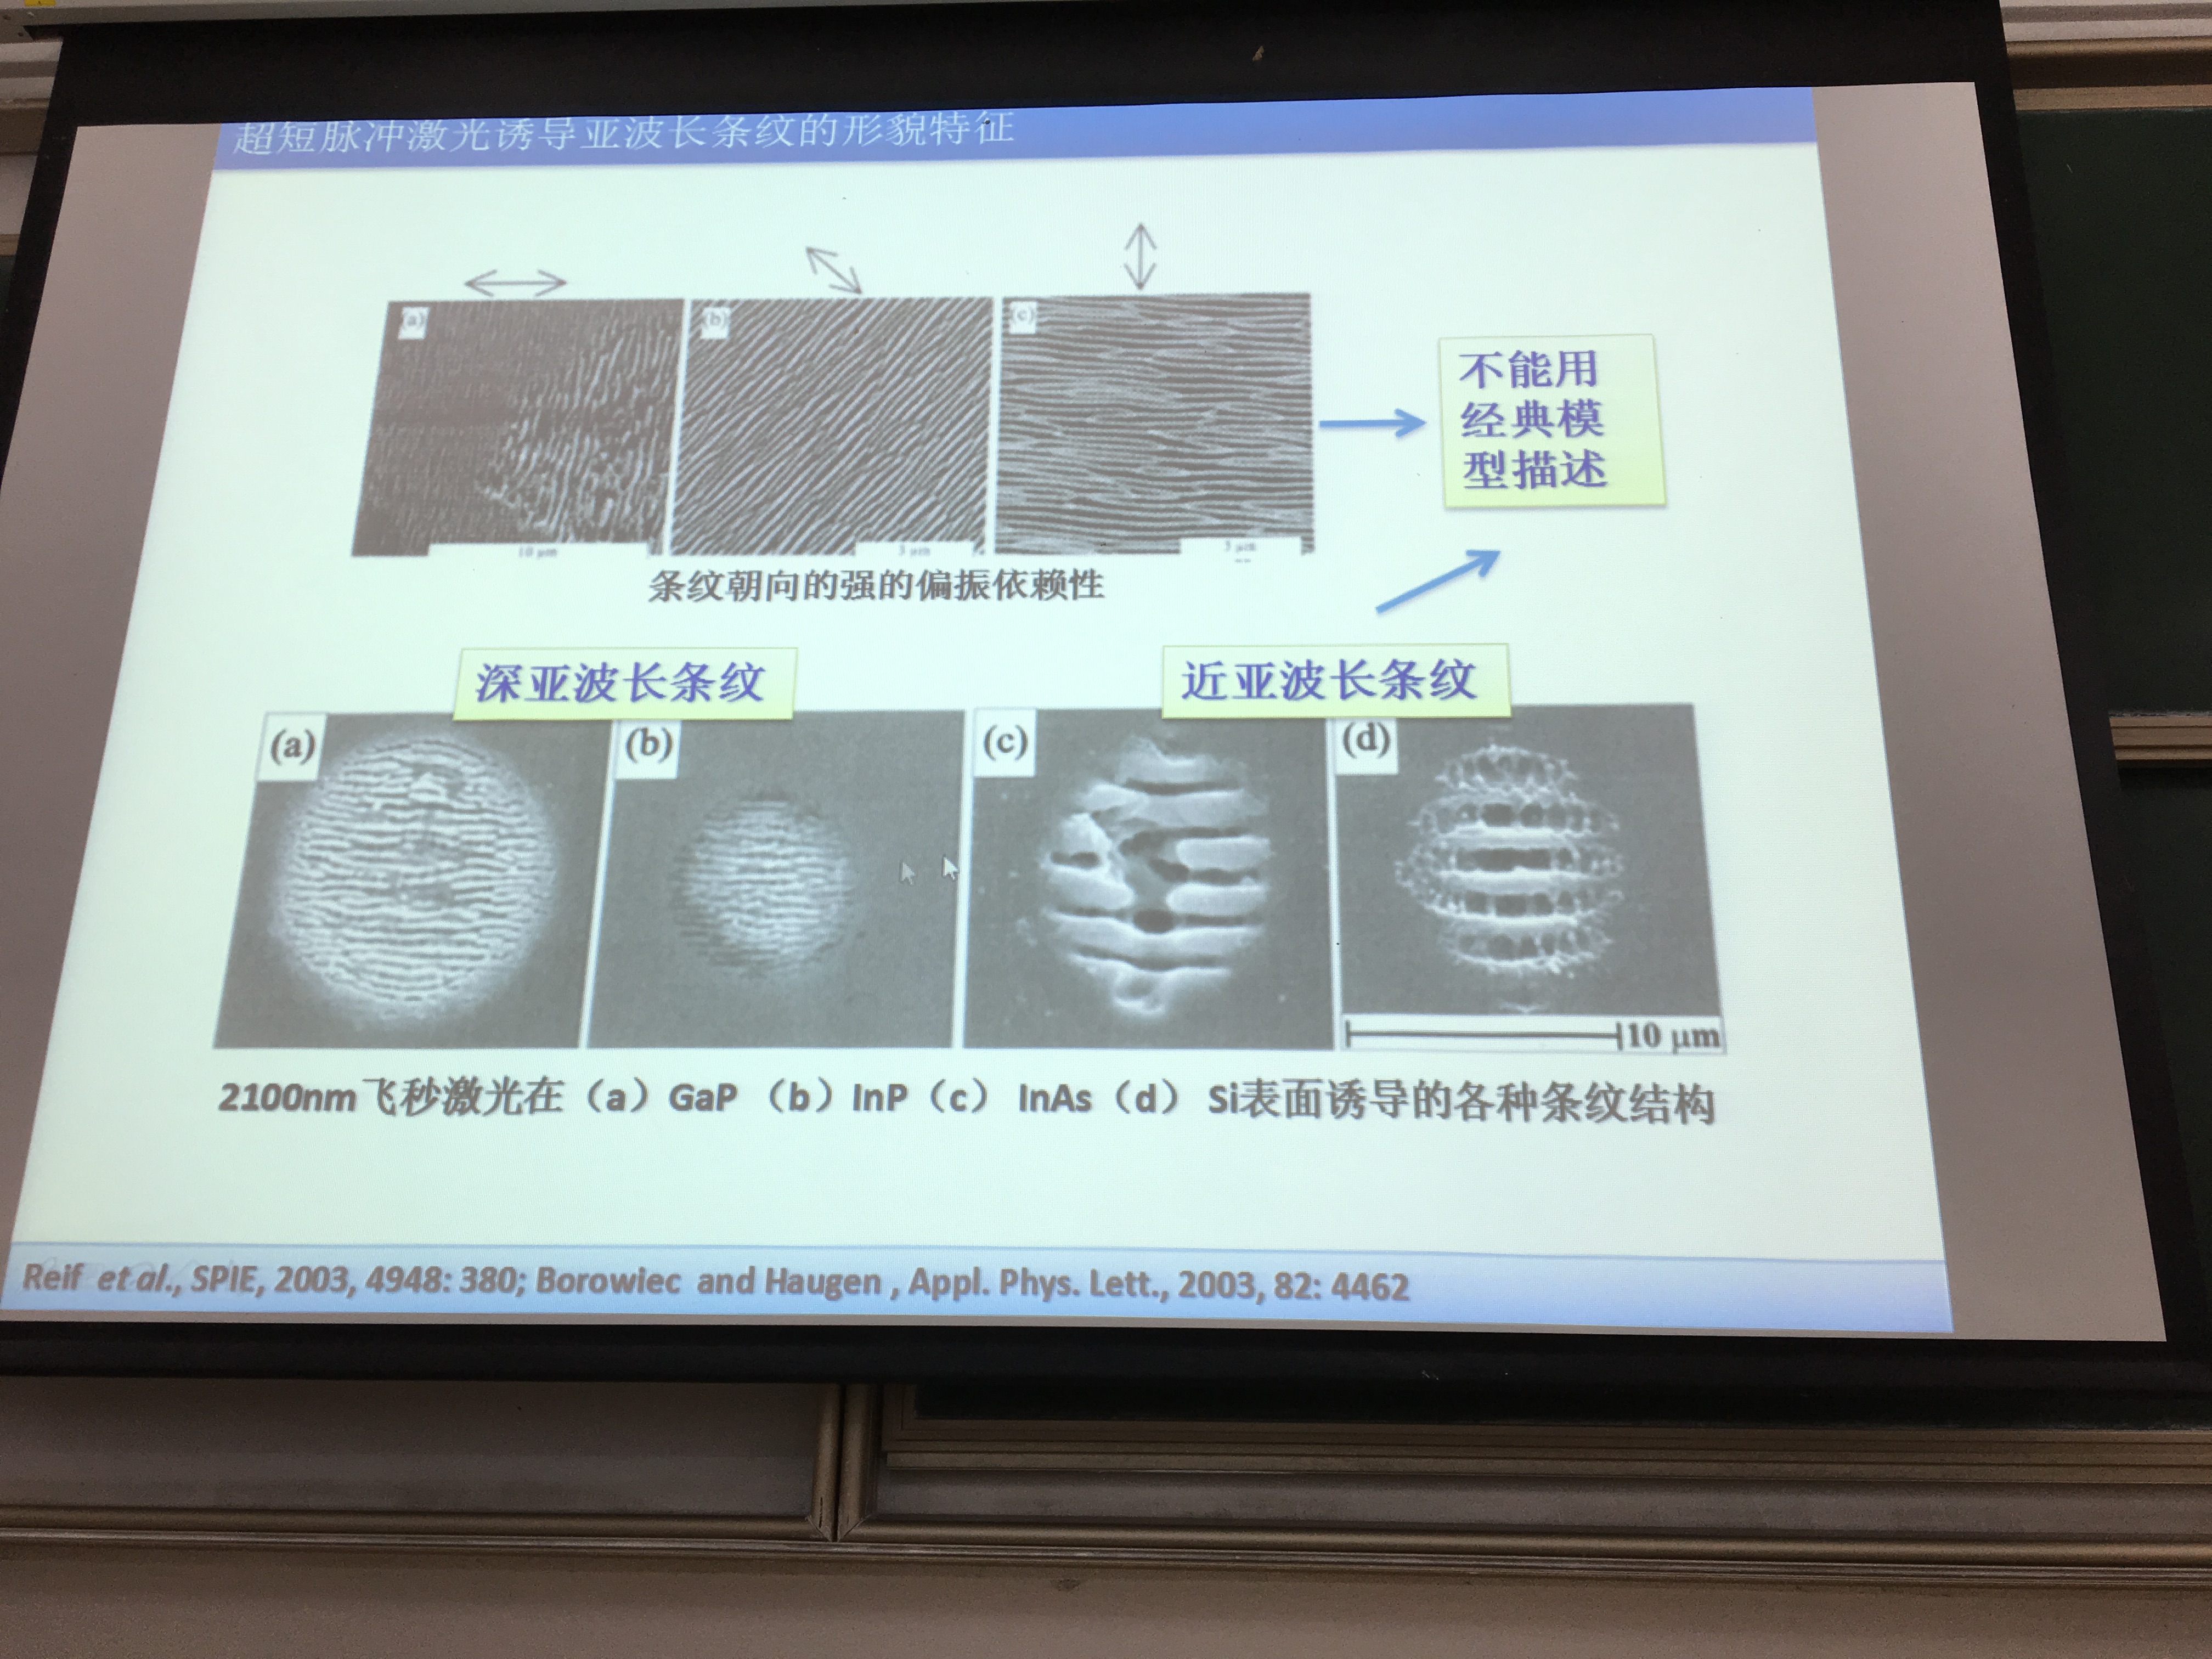 超短脉冲激光诱导亚波长条纹的形貌特征
(a)
(b)
(c)
不能用
经典模
型描述
10 μm
3 μm
3 μm
条纹朝向的强的偏振依赖性
深亚波长条纹
近亚波长条纹
(a)
(b)
(c)
(d)
10 μm
2100nm飞秒激光在（a）GaP （b）InP（c） InAs（d） Si表面诱导的各种条纹结构
Reif et al., SPIE, 2003, 4948: 380; Borowiec and Haugen , Appl. Phys. Lett., 2003, 82: 4462